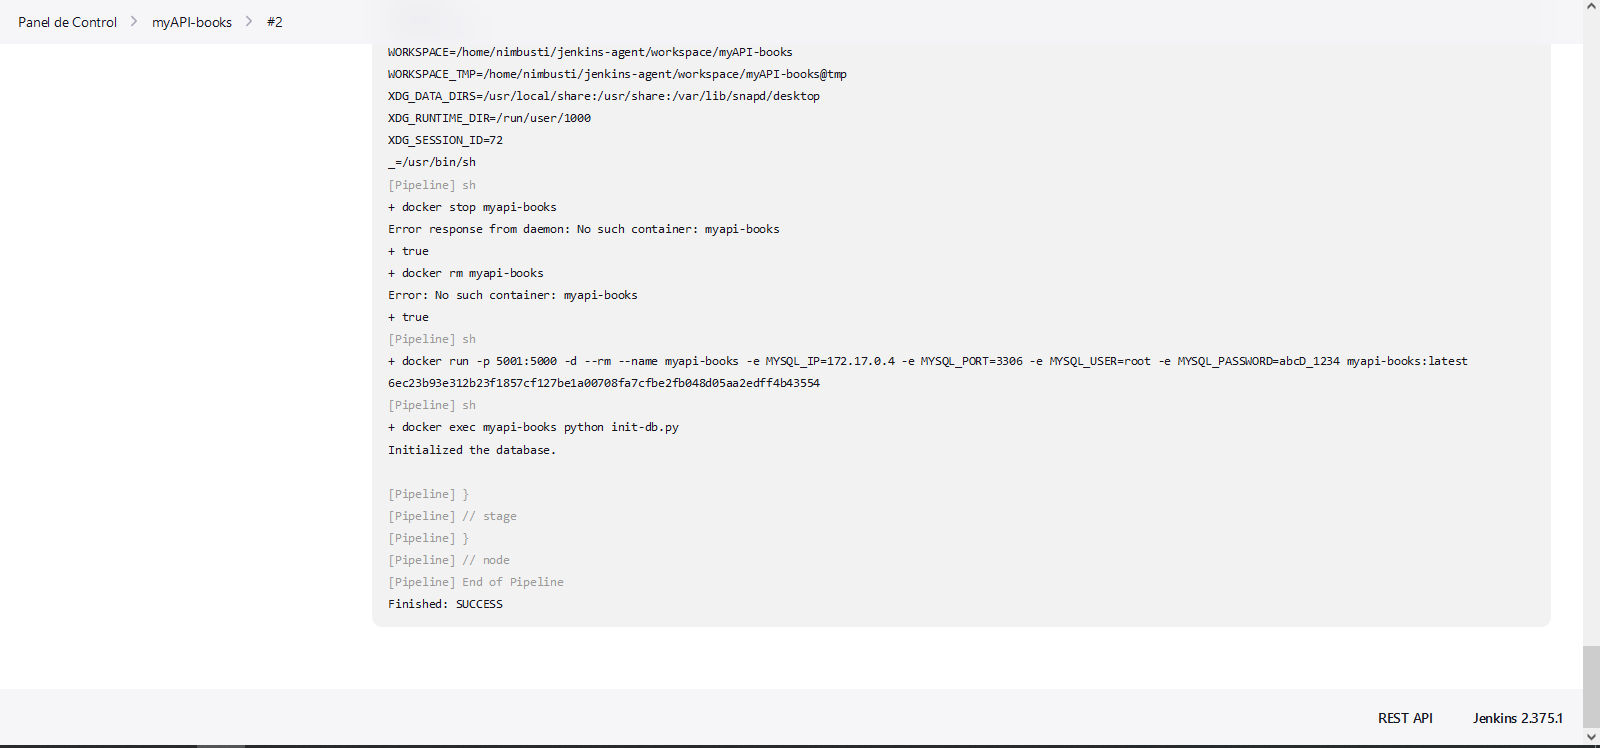 Panel de Control > myAPI-books > #2
WORKSPACE=/home/nimbusti/jenkins-agent/workspace/myAPI-books
WORKSPACE_TMP=/home/nimbusti/jenkins-agent/workspace/myAPI-books@tmp
XDG_DATA_DIRS=/usr/local/share:/usr/share:/var/lib/snapd/desktop
XDG_RUNTIME_DIR=/run/user/1000
XDG_SESSION_ID=72
_=/usr/bin/sh
[Pipeline] sh
+ docker stop myapi-books
Error response from daemon: No such container: myapi-books
+ true
+ docker rm myapi-books
Error: No such container: myapi-books
+ true
[Pipeline] sh
+ docker run -p 5001:5000 -d --rm --name myapi-books -e MYSQL_IP=172.17.0.4 -e MYSQL_PORT=3306 -e MYSQL_USER=root -e MYSQL_PASSWORD=abcD_1234 myapi-books:latest
6ec23b93e312b23f1857cf127be1a00708fa7cfbe2fb048d05aa2edff4b43554
[Pipeline] sh
+ docker exec myapi-books python init-db.py
Initialized the database.
[Pipeline] }
[Pipeline] // stage
[Pipeline] }
[Pipeline] // node
[Pipeline] End of Pipeline
Finished: SUCCESS
REST API Jenkins 2.375.1